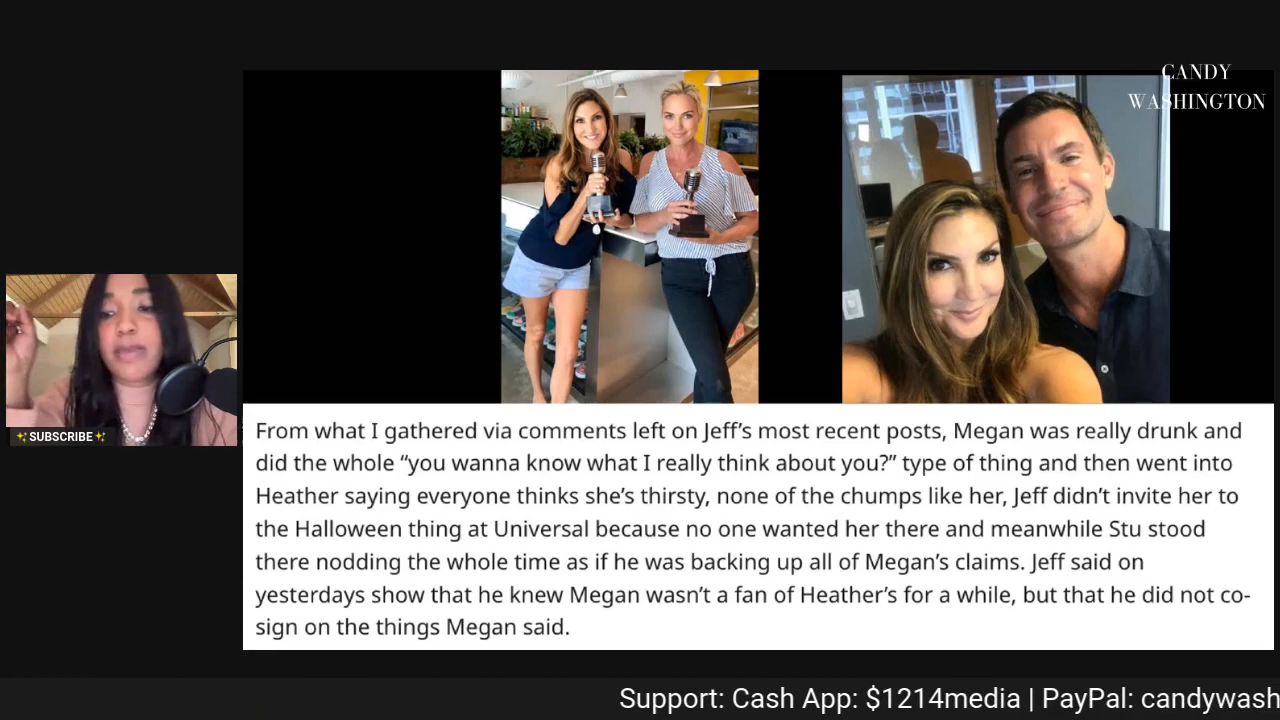 CANDY
WASHINGTON
✨SUBSCRIBE✨
From what I gathered via comments left on Jeff’s most recent posts, Megan was really drunk and
did the whole “you wanna know what I really think about you?” type of thing and then went into
Heather saying everyone thinks she’s thirsty, none of the chumps like her, Jeff didn’t invite her to
the Halloween thing at Universal because no one wanted her there and meanwhile Stu stood
there nodding the whole time as if he was backing up all of Megan’s claims. Jeff said on
yesterdays show that he knew Megan wasn’t a fan of Heather’s for a while, but that he did not co-
sign on the things Megan said.
Support: Cash App: $1214media | PayPal: candywash